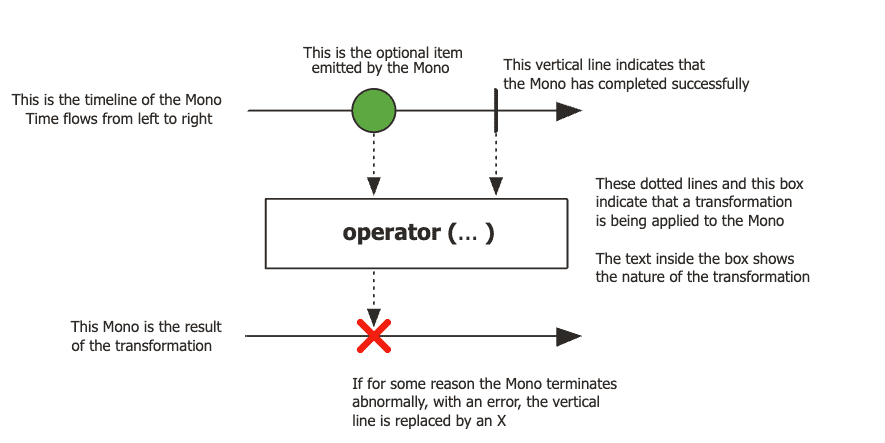 This is the optional item
emitted by the Mono
This vertical line indicates that
the Mono has completed successfully
This is the timeline of the Mono
Time flows from left to right
These dotted lines and this box
indicate that a transformation
is being applied to the Mono
operator (... )
The text inside the box shows
the nature of the transformation
This Mono is the result
of the transformation
If for some reason the Mono terminates
abnormally, with an error, the vertical
line is replaced by an X